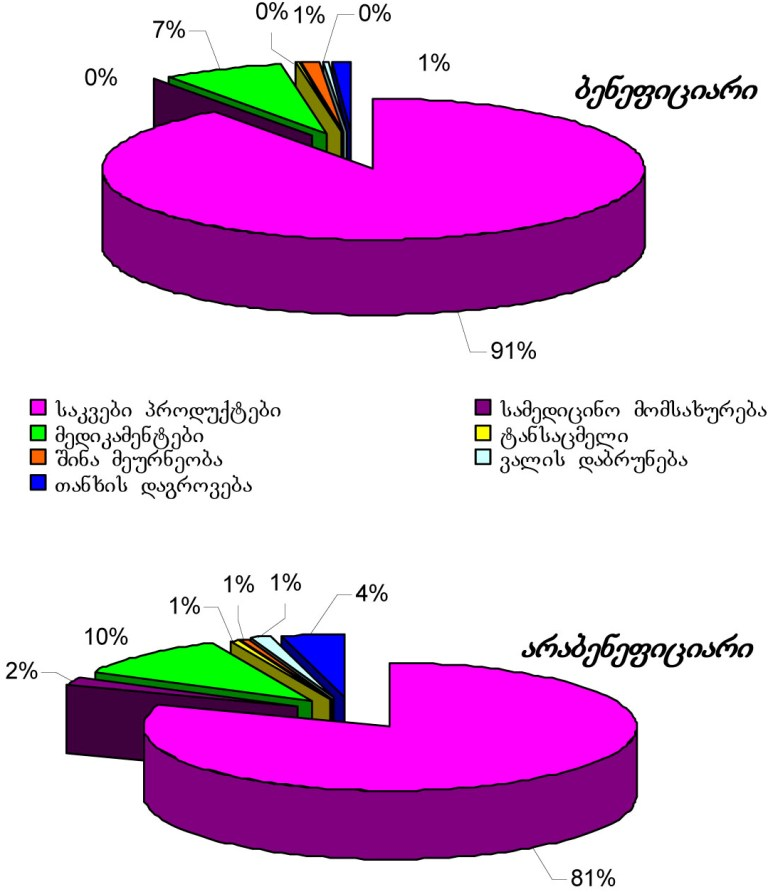 0% 1% 0%
7%
1%
0%
ბენეფიციარი
91%
საკვები პროდუქტები
სამედიცინო მომსახურება
მედიკამენტები
ტანსაცმელი
შინა მეურნეობა
ვალის დაბრუნება
თანხის დაგროვება
1% 1%
4%
1%
10%
არაბენეფიციარი
2%
81%